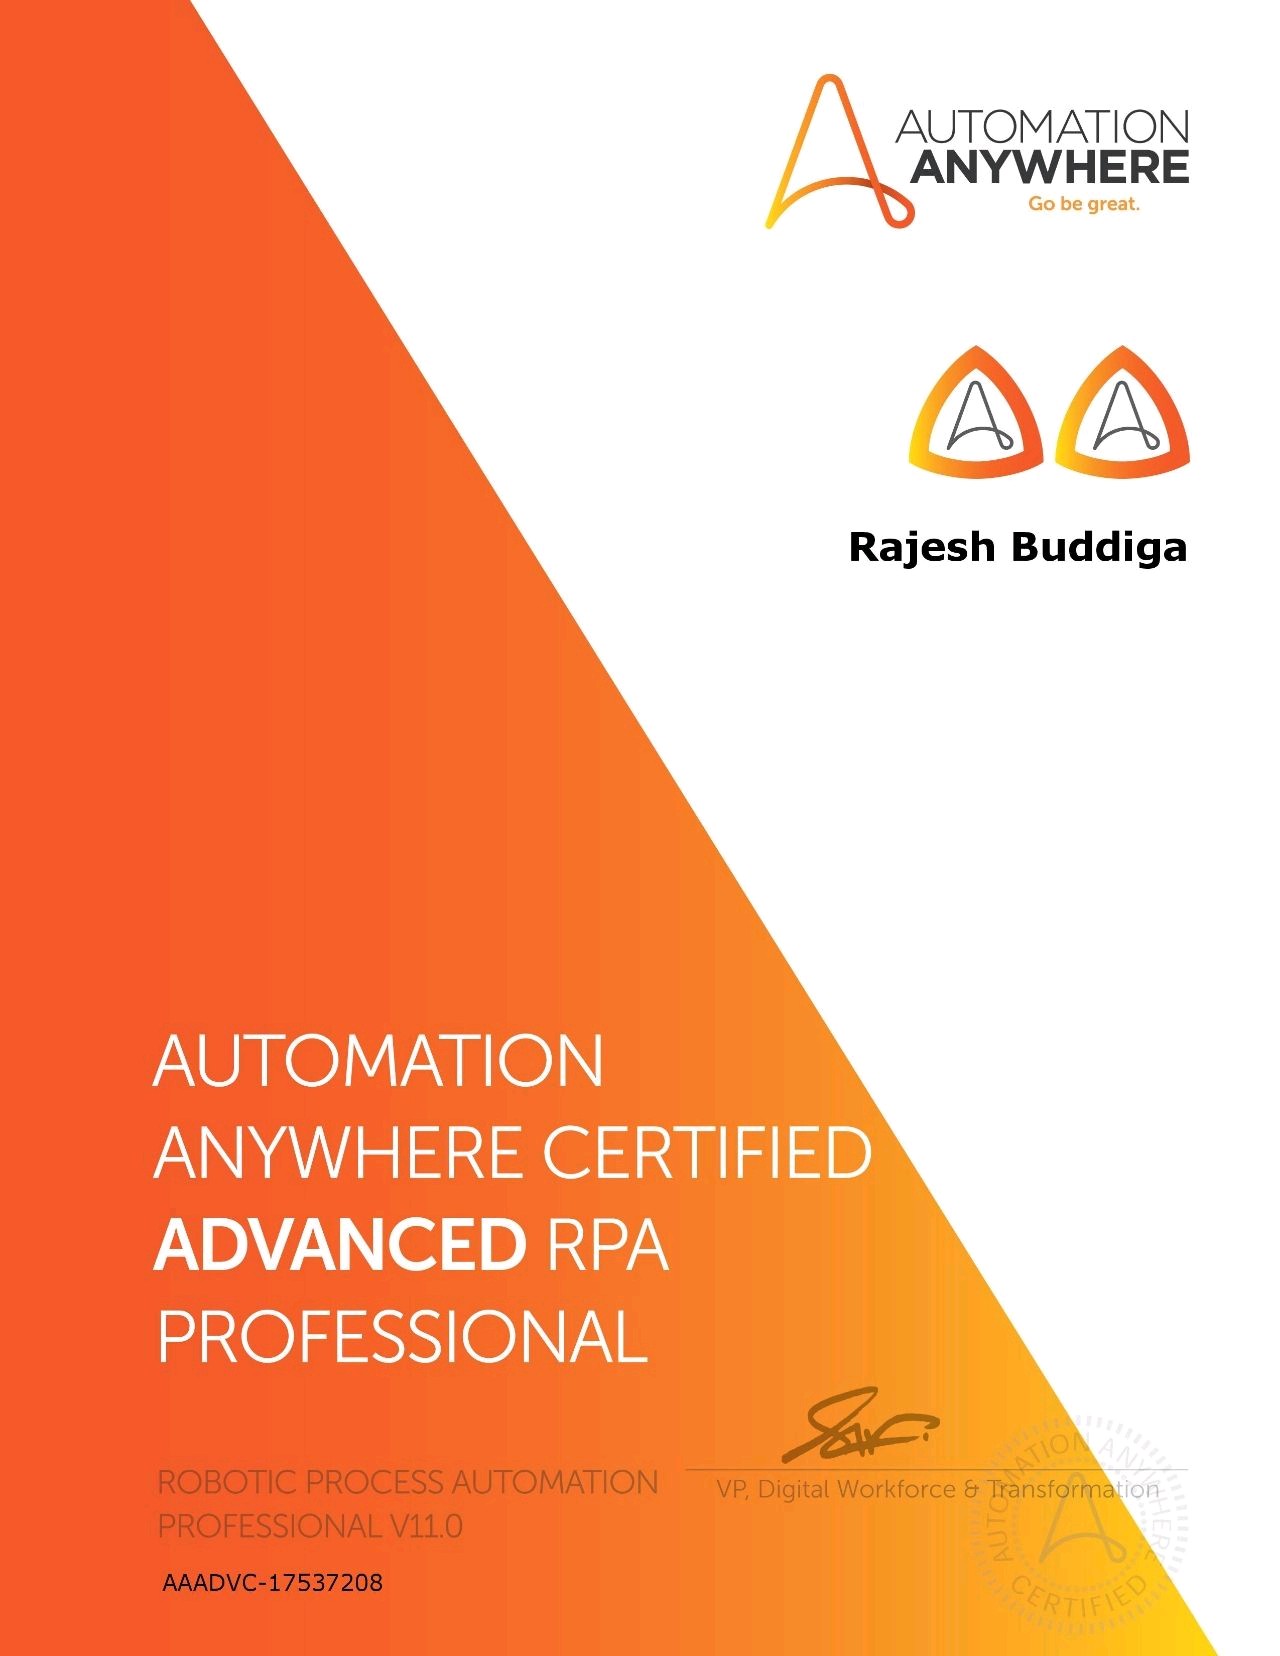 AUTOMATION
ANYWHERE
Go be great.
Rajesh Buddiga
AUTOMATION
ANYWHERE CERTIFIED
ADVANCED RPA
PROFESSIONAL
ROBOTIC PROCESS AUTOMATION
PROFESSIONAL V11.0
AAADVC-17537208
VP, Digital Workforce & Transformation
AUTOMATION ANYWHERE
CERTIFIED